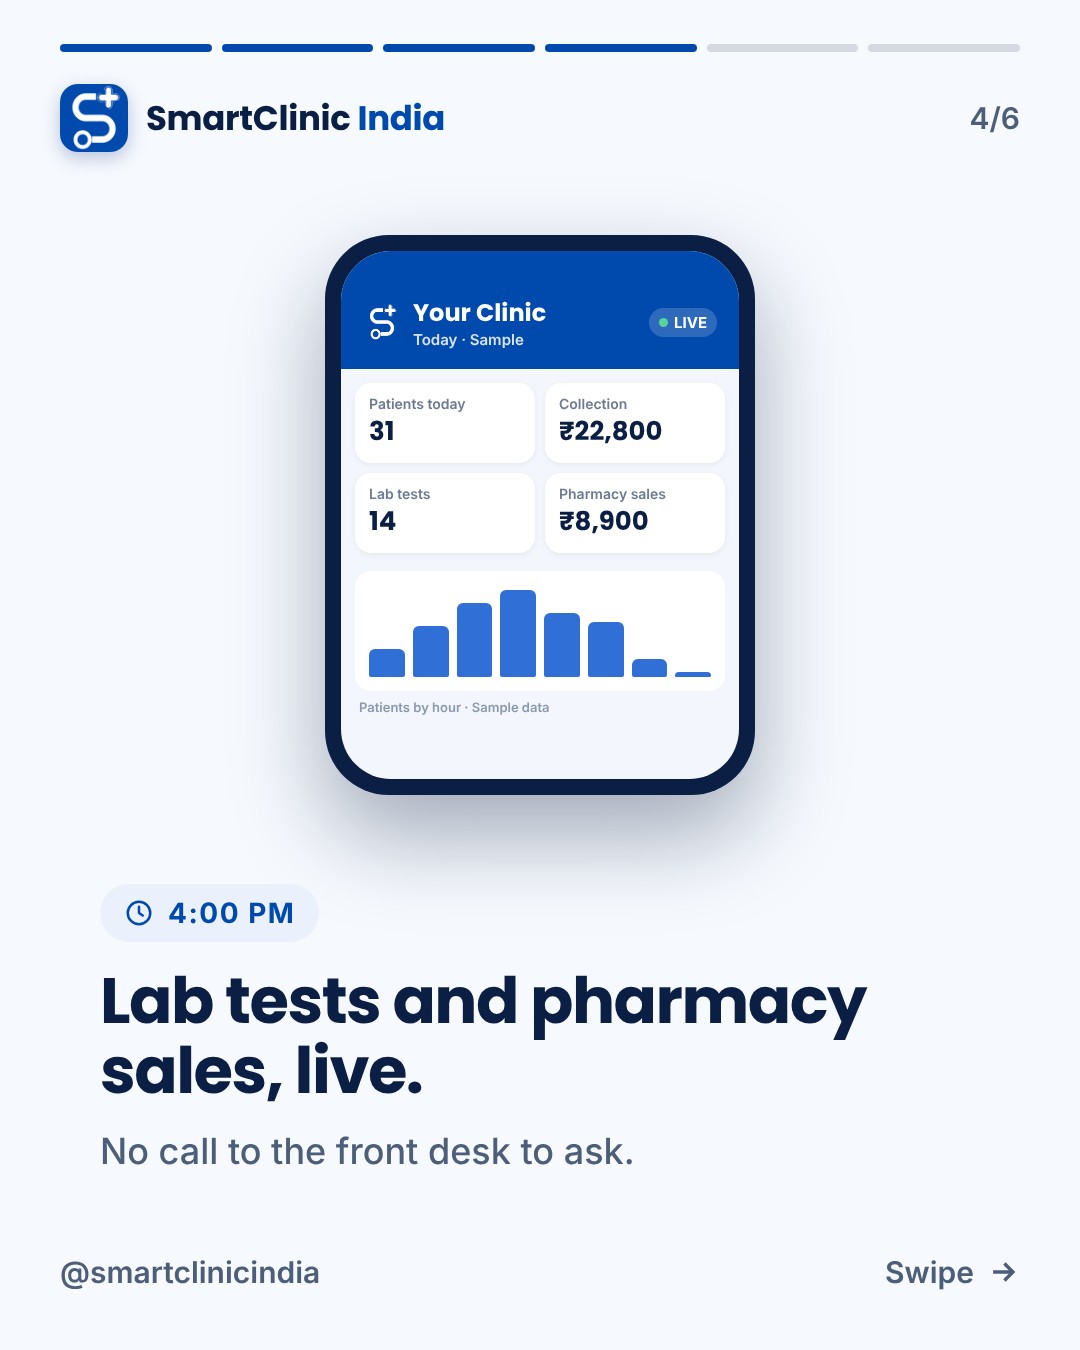 SmartClinic India
4/6
Your Clinic
Today · Sample
LIVE
Patients today
31
Collection
₹22,800
Lab tests
14
Pharmacy sales
₹8,900
Patients by hour · Sample data
4:00 PM
Lab tests and pharmacy
sales, live.
No call to the front desk to ask.
@smartclinicindia
Swipe →